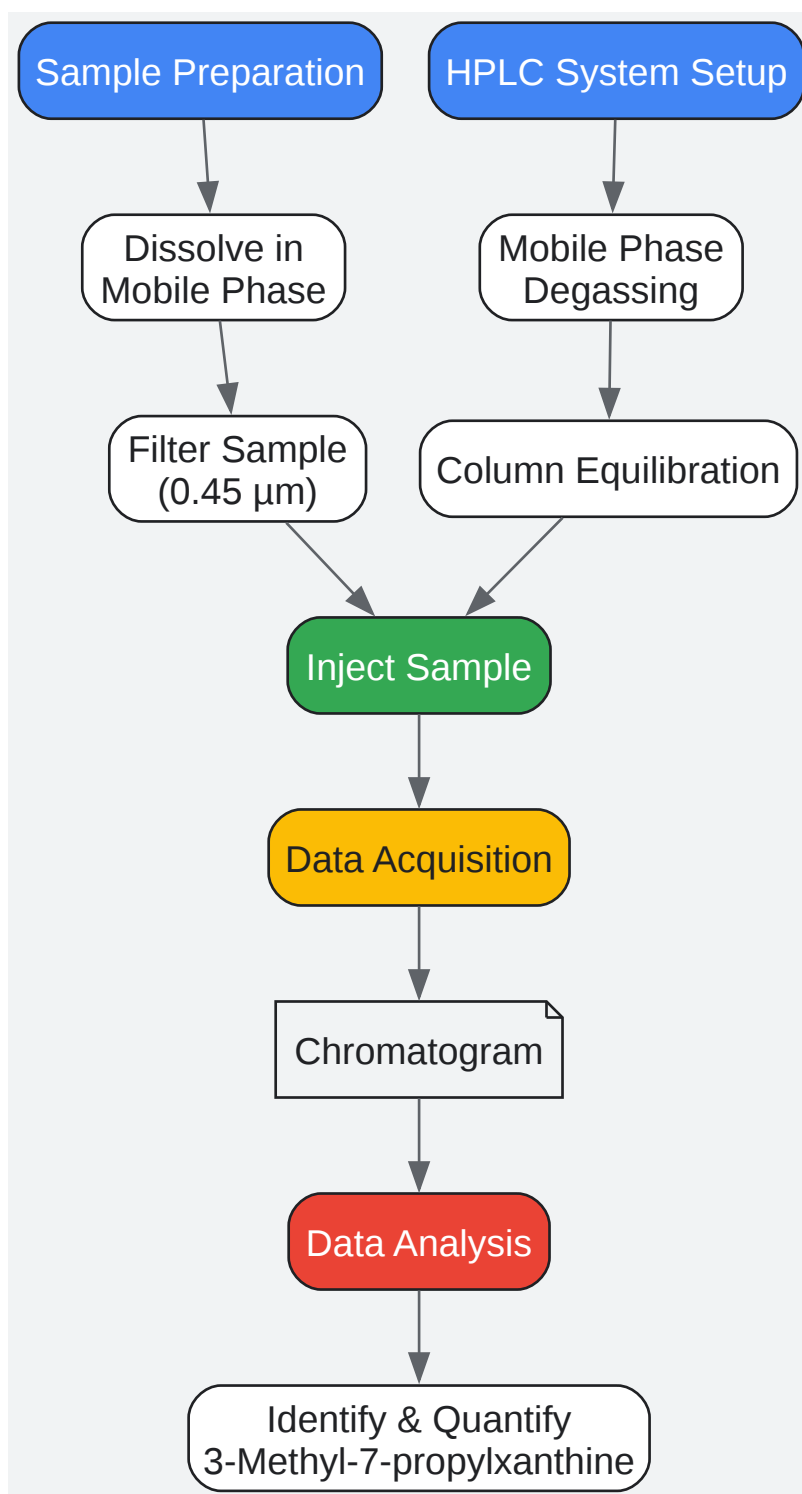 Sample Preparation
HPLC System Setup
Dissolve in
Mobile Phase
Mobile Phase
Degassing
Filter Sample
(0.45 µm)
Column Equilibration
Inject Sample
Data Acquisition
Chromatogram
Data Analysis
Identify & Quantify
3-Methyl-7-propylxanthine